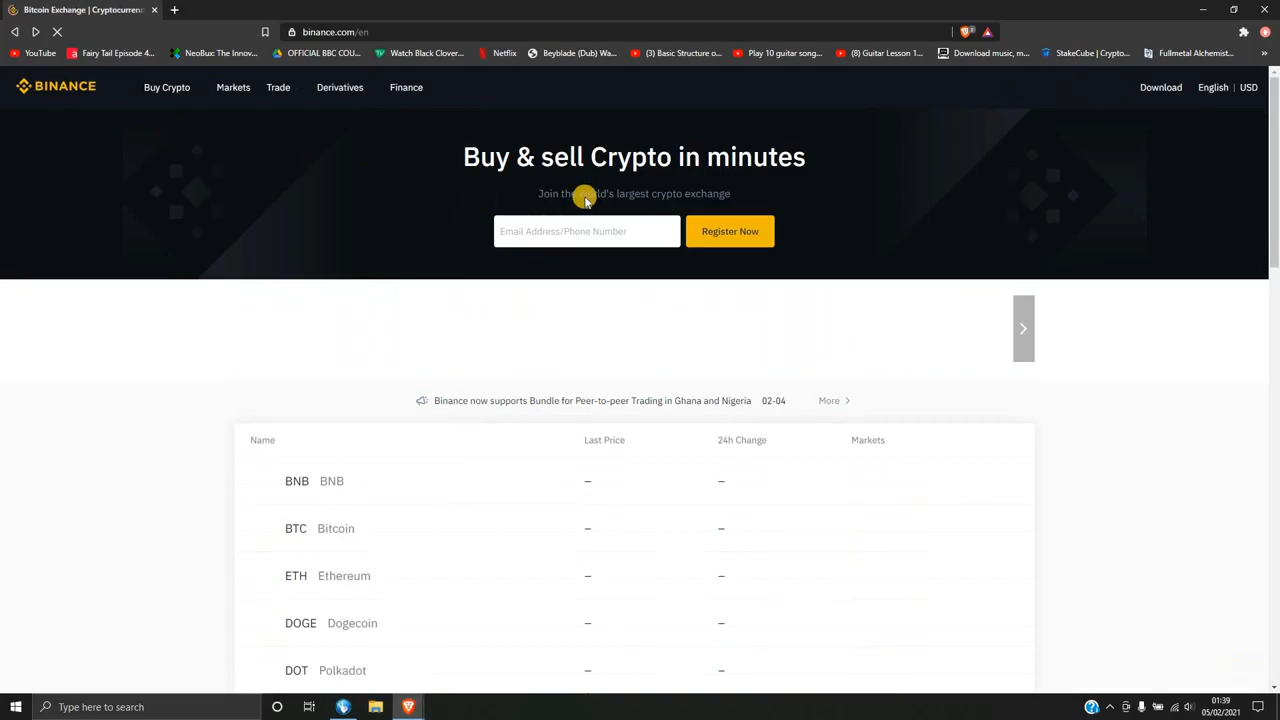 Bitcoin Exchange | Cryptocurrenc
binance.com/en
YouTube
Fairy Tail Episode 4...
NeoBux The Innov...
OFFICIAL BBC COU...
Watch Black Clover...
Netflix
Beyblade (Dub) Wa...
(3) Basic Structure o...
Play 10 guitar song...
(8) Guitar Lesson 1...
Download music, m...
StakeCube | Crypto...
Fullmetal Alchemist...
BINANCE
Buy Crypto
Markets
Trade
Derivatives
Finance
Download
English | USD
Buy & sell Crypto in minutes
Join the world's largest crypto exchange
Email Address/Phone Number
Register Now
Binance now supports Bundle for Peer-to-peer Trading in Ghana and Nigeria 02-04
More
Name Last Price 24h Change Markets
BNB BNB – –
BTC Bitcoin – –
ETH Ethereum – –
DOGE Dogecoin – –
DOT Polkadot – –
Type here to search
01:39
05/02/2021